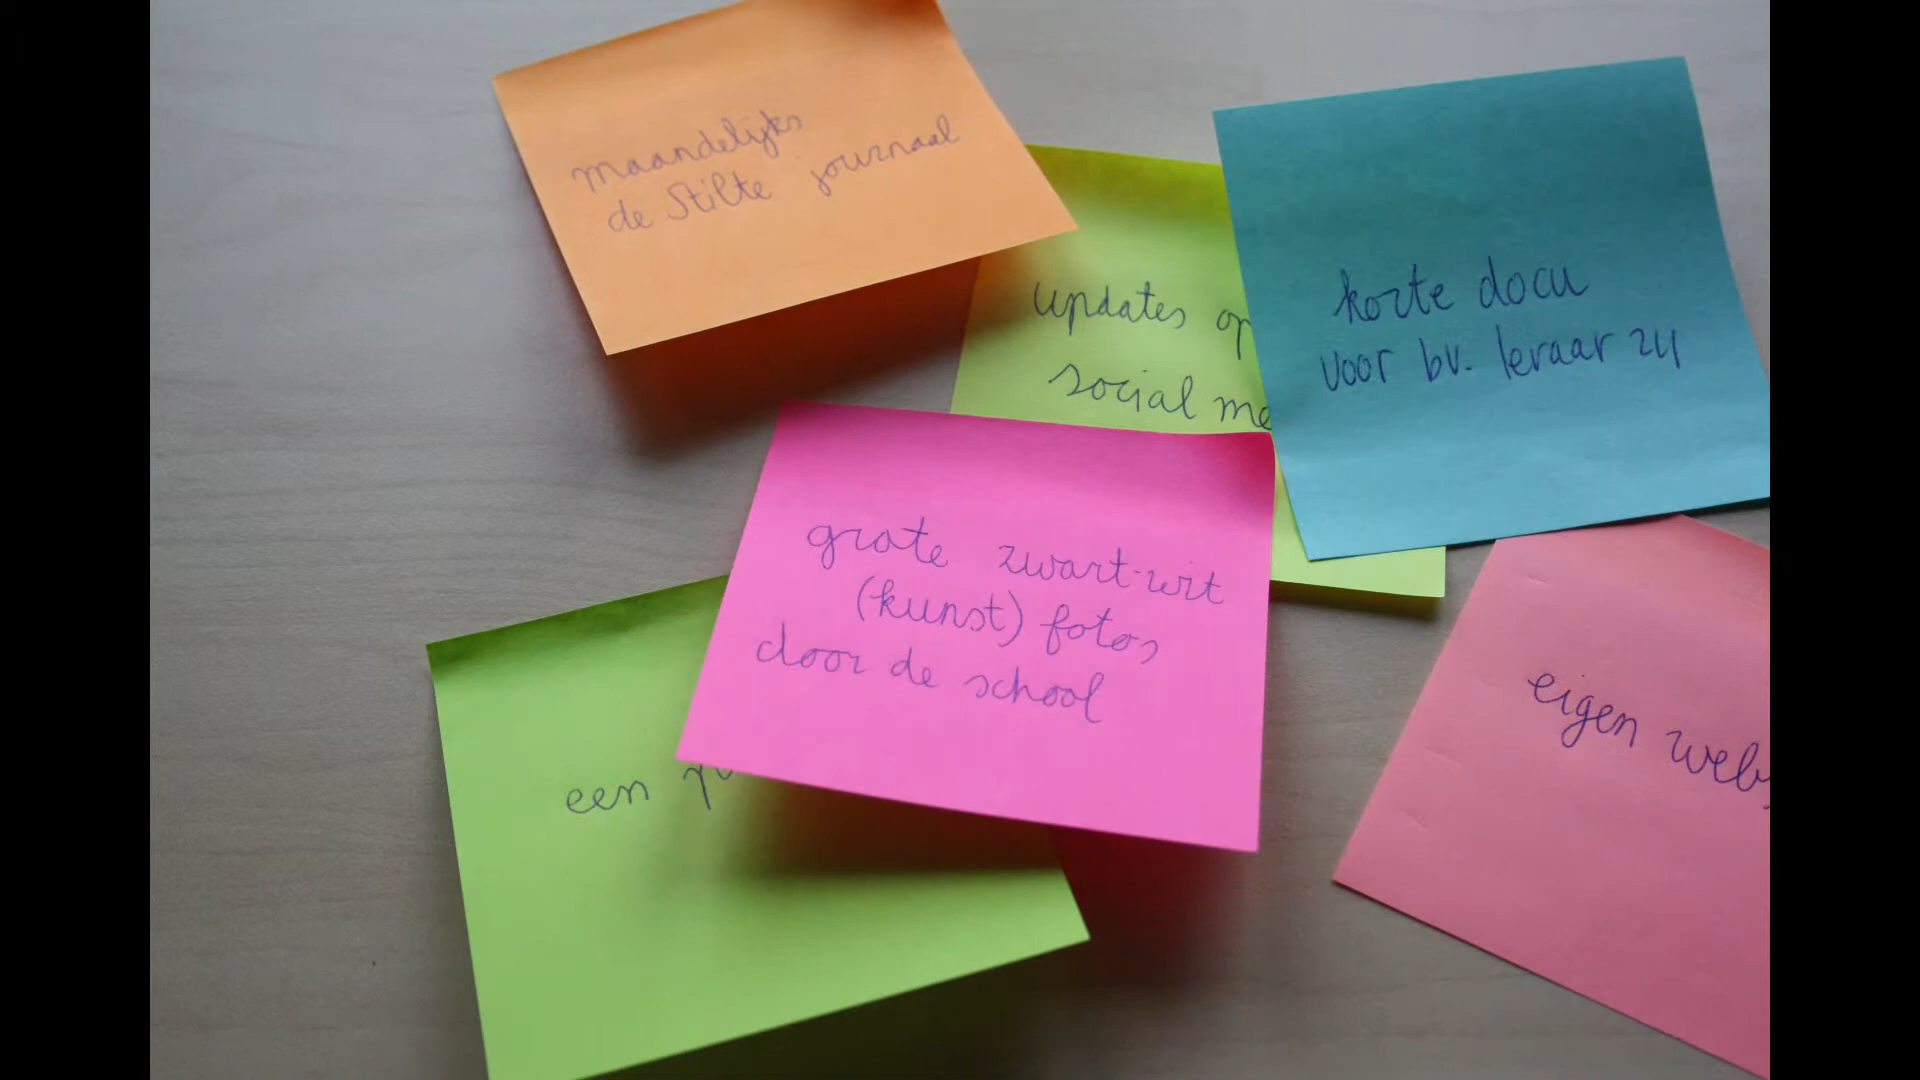 maandelijks
de Stilte journaal
updates op
social me
korte docu
voor bv. leraar 24
grote zwart-wit
(kunst) fotos
door de school
een
eigen web